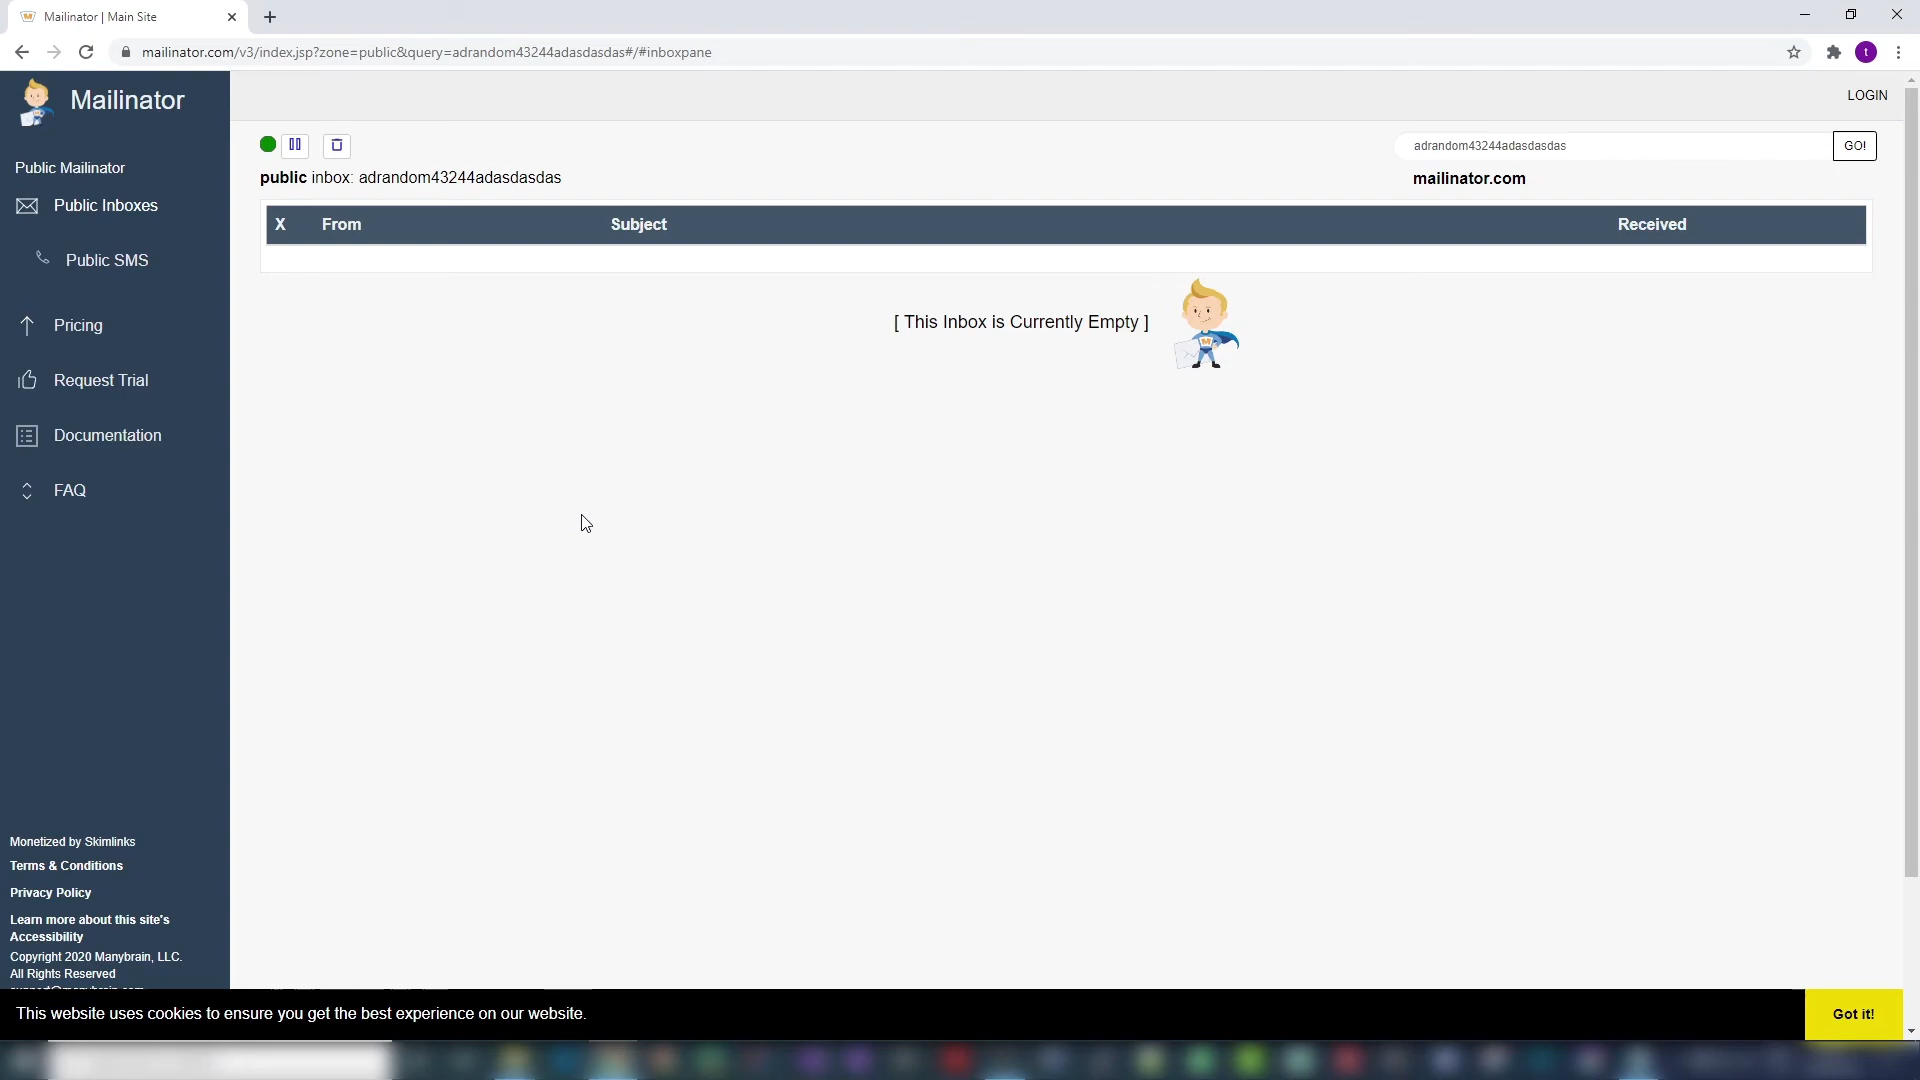 Mailinator | Main Site
mailinator.com/v3/index.jsp?zone=public&query=adrandom43244adasdasdas#/#inboxpane
t
Mailinator
LOGIN
adrandom43244adasdasdas
GO!
Public Mailinator
public inbox: adrandom43244adasdasdas
mailinator.com
Public Inboxes
X From Subject Received
Public SMS
[ This Inbox is Currently Empty ]
Pricing
Request Trial
Documentation
FAQ
Monetized by Skimlinks
Terms & Conditions
Privacy Policy
Learn more about this site's
Accessibility
Copyright 2020 Manybrain, LLC.
All Rights Reserved
This website uses cookies to ensure you get the best experience on our website.
Got it!